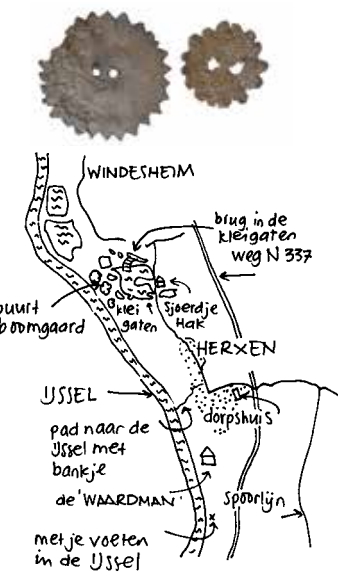 WINDESHEIM
brug in de
kleigaten
weg N 337
buurt
boomgaard
klei
gaten
Sjoerdje
Hak
HERXEN
IJSSEL
dorpshuis
pad naar de
IJssel met
bankje
de 'WAARDMAN'
spoorlijn
met je voeten
in de IJssel